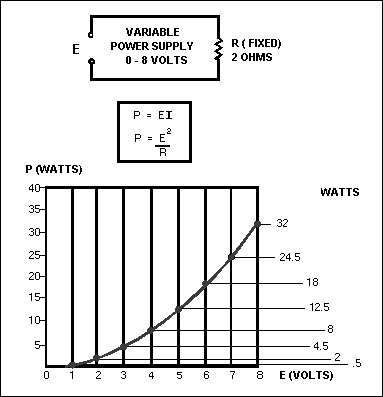 VARIABLE
POWER SUPPLY
0 - 8 VOLTS
E
R ( FIXED)
2 OHMS
P = EI
P = E²
R
P (WATTS)
WATTS
40
35
30
25
20
15
10
5
32
24.5
18
12.5
8
4.5
2
.5
0 1 2 3 4 5 6 7 8 E (VOLTS)